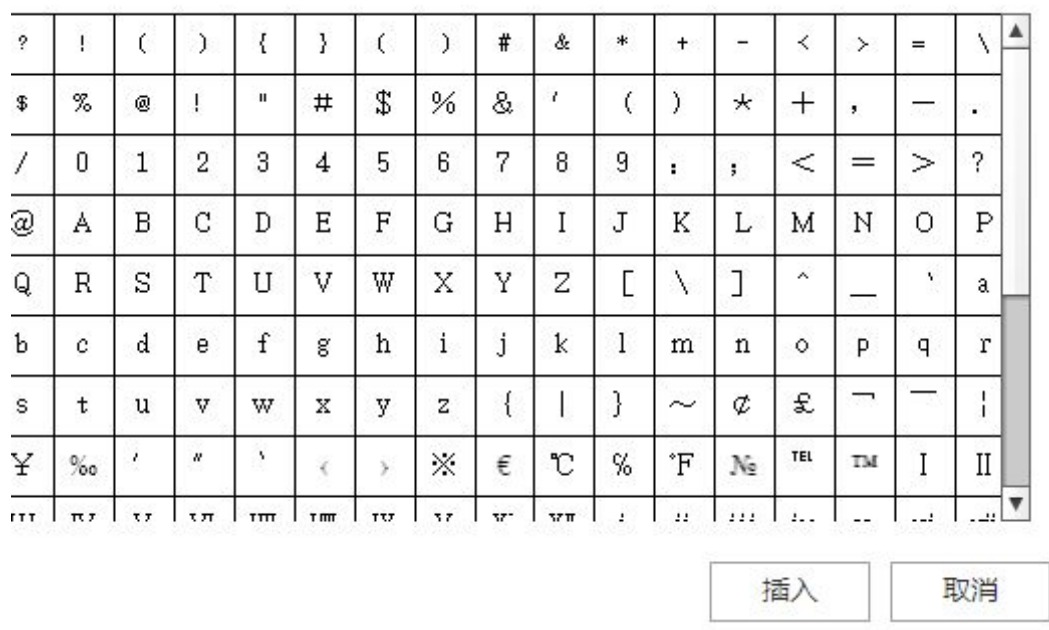 ? ! ( ) { } ( ) # & * + - < > = \
$ % @ ! " # $ % & ′ ( ) * + , — .
/ 0 1 2 3 4 5 6 7 8 9 : ; < = > ?
@ A B C D E F G H I J K L M N O P
Q R S T U V W X Y Z [ \ ] ^ _ ‵ a
b c d e f g h i j k l m n o p q r
s t u v w x y z { | } ~ ¢ £ ¬ ¯ ¦
¥ ‰ ′ ″ ‵ ‹ › ※ € ℃ % ℉ № ℡ ™ Ⅰ Ⅱ
插入 取消